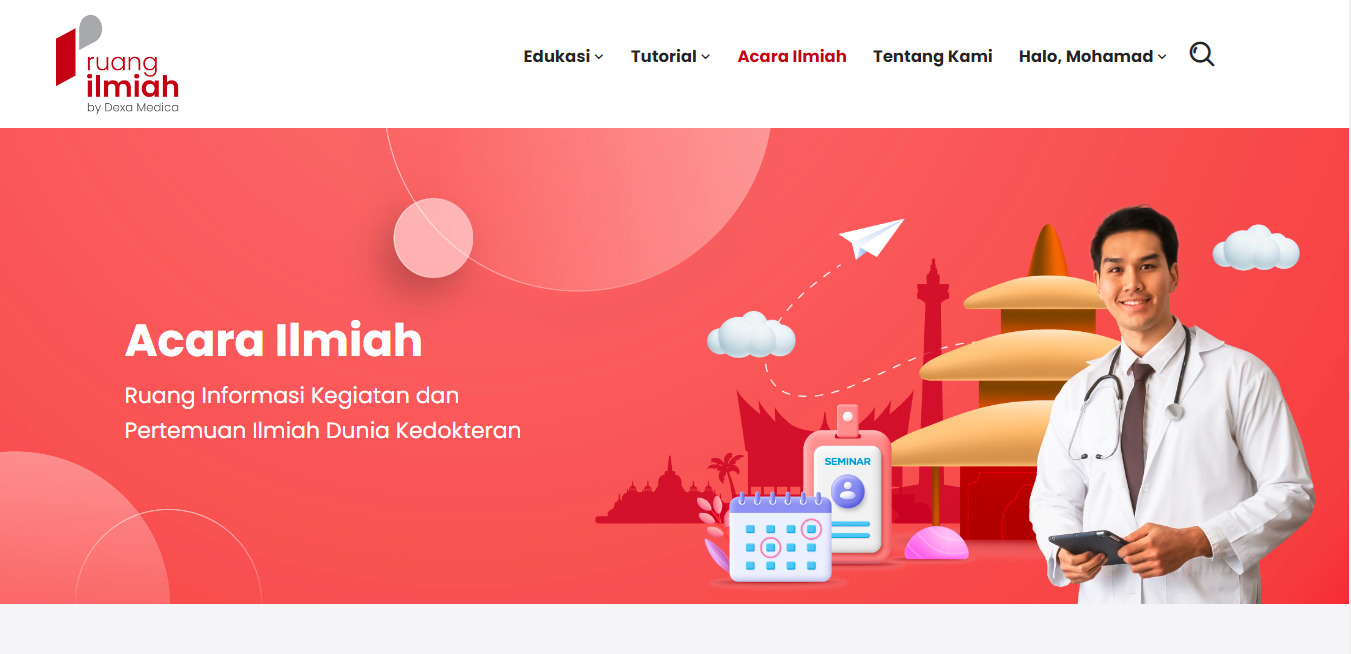 ruang
ilmiah
by Dexa Medica
Edukasi
Tutorial
Acara Ilmiah
Tentang Kami
Halo, Mohamad
Acara Ilmiah
Ruang Informasi Kegiatan dan
Pertemuan Ilmiah Dunia Kedokteran
SEMINAR